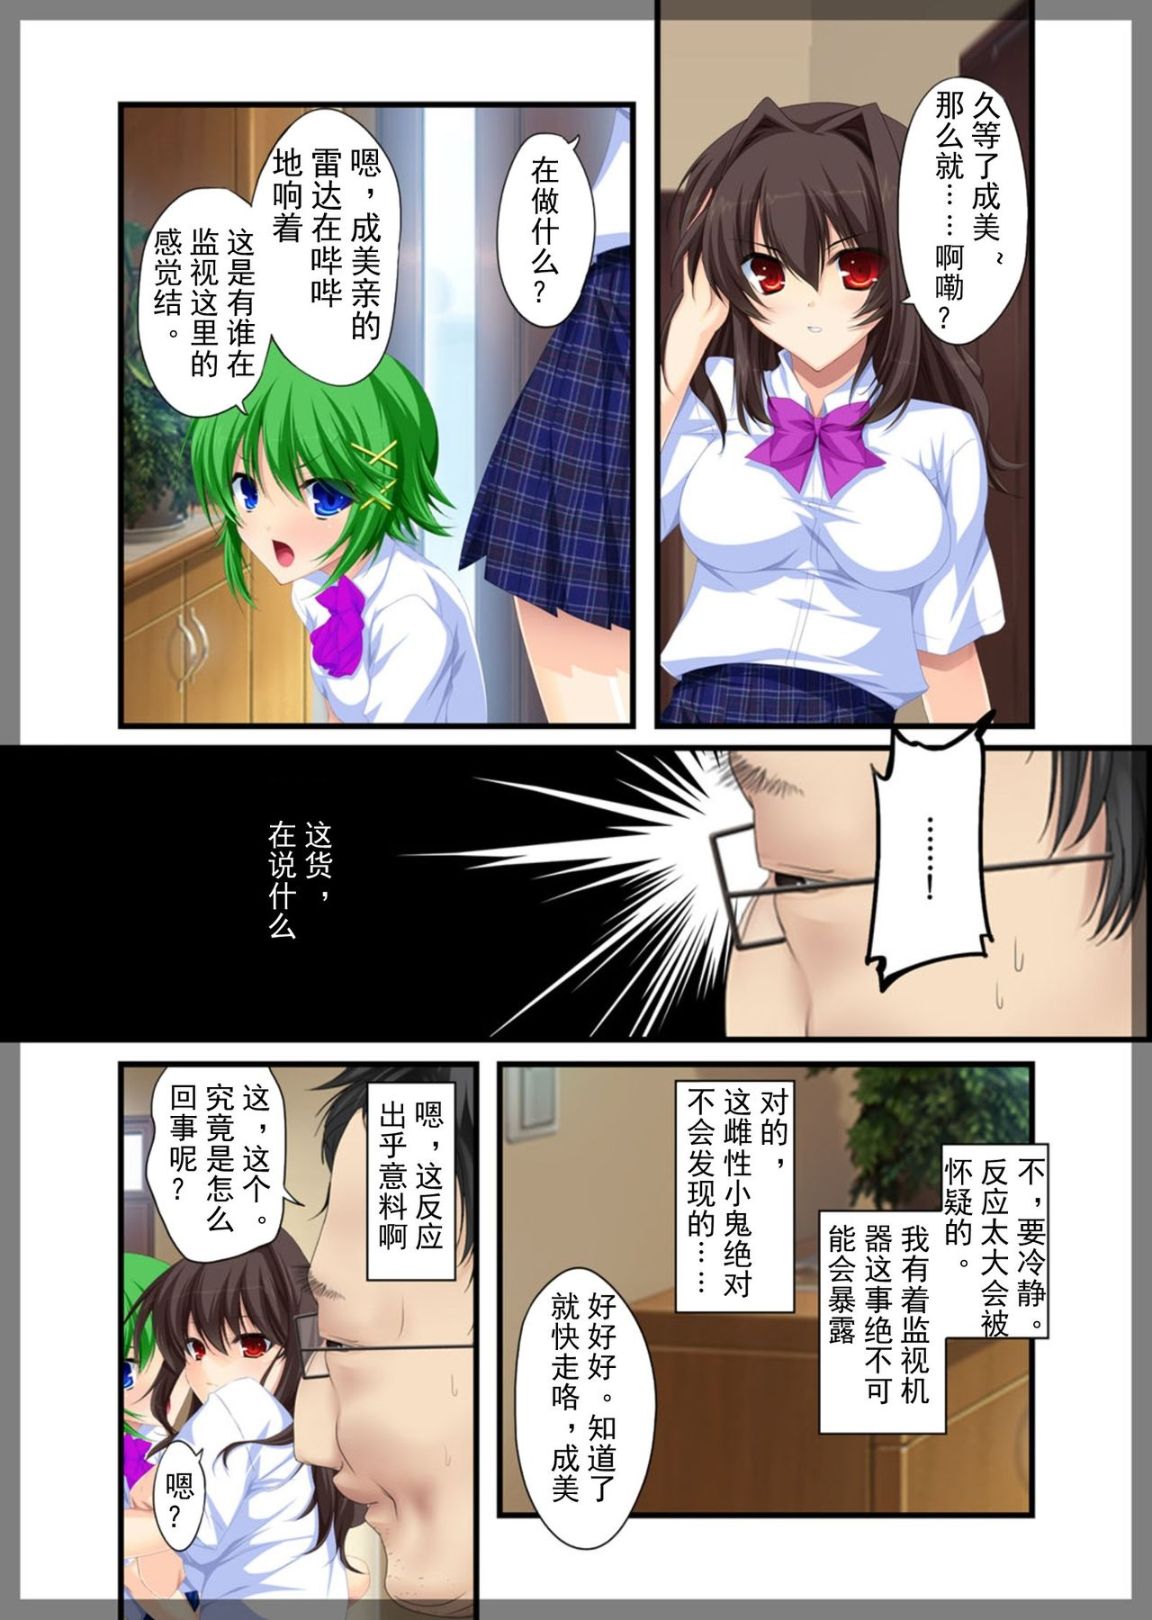 久等了成美~
那么就……啊嘞？
在做什么？
嗯，成美亲的
雷达在哔哔
地响着
这是有谁在
监视这里的
感觉结。
……！
这货，
在说什么
不，要冷静。
反应太大会被
怀疑的。
我有着监视机
器这事绝不可
能会暴露
对的，
这雌性小鬼绝对
不会发现的……
好好好。知道了
就快走咯，成美
嗯，这反应
出乎意料啊
这，这个。
究竟是怎么
回事呢？
嗯？